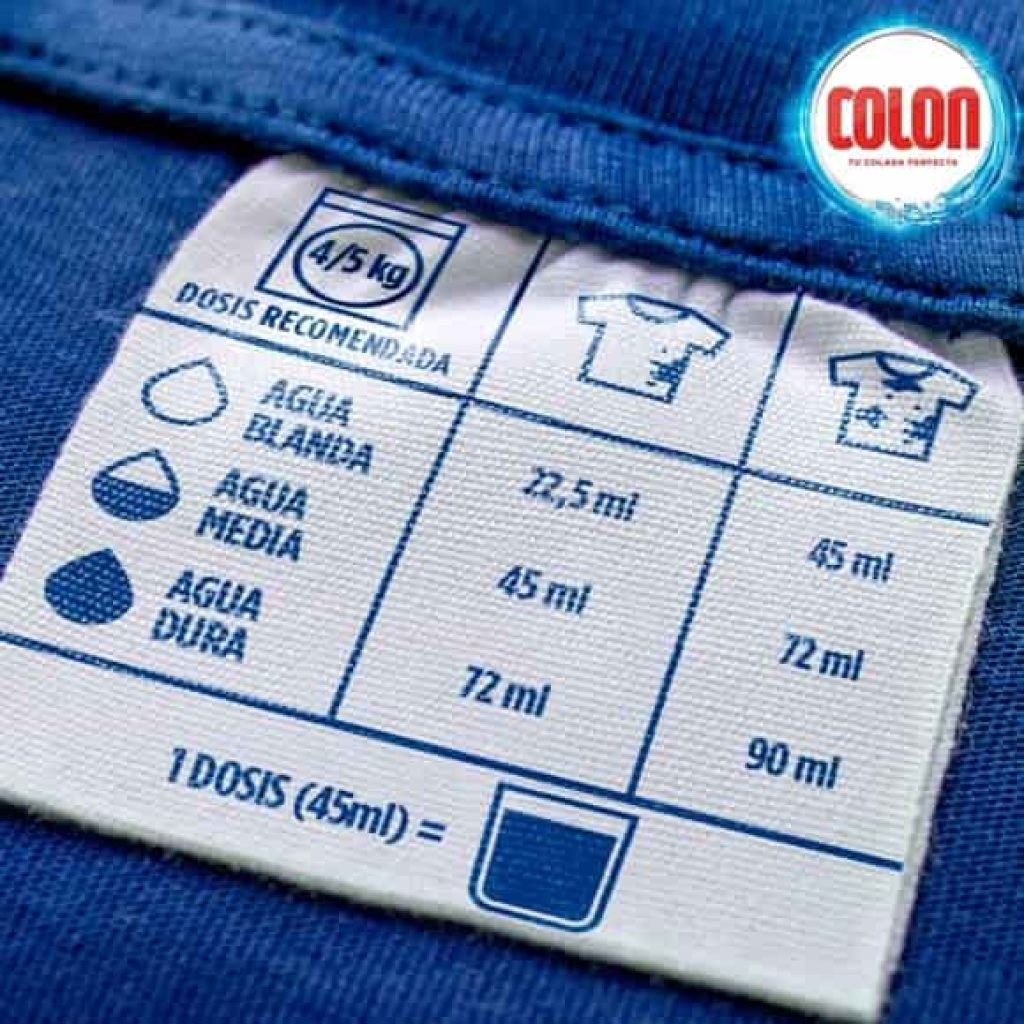 COLON
TU COLADA PERFECTA
4/5 kg
DOSIS RECOMENDADA
AGUA
BLANDA
22,5 ml
45 ml
AGUA
MEDIA
45 ml
72 ml
AGUA
DURA
72 ml
90 ml
1 DOSIS (45ml) =